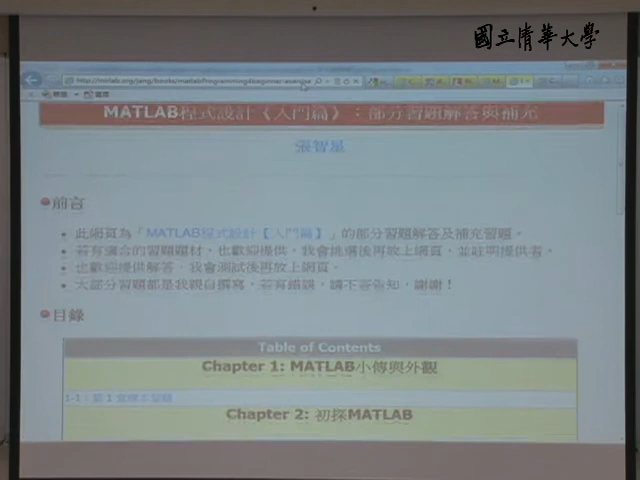 國立清華大學
MATLAB程式設計《入門篇》：部分習題解答與補充
張智星
前言
此網頁為「MATLAB程式設計【入門篇】」的部分習題解答及補充習題。
若有適合的習題題材，也歡迎提供，我會挑選後再放上網頁，並註明提供者。
也歡迎提供解答，我會測試後再放上網頁。
大部分習題都是我親自撰寫，若有錯誤，請不吝告知，謝謝！
目錄
Table of Contents
Chapter 1: MATLAB小傳與外觀
Chapter 2: 初探MATLAB